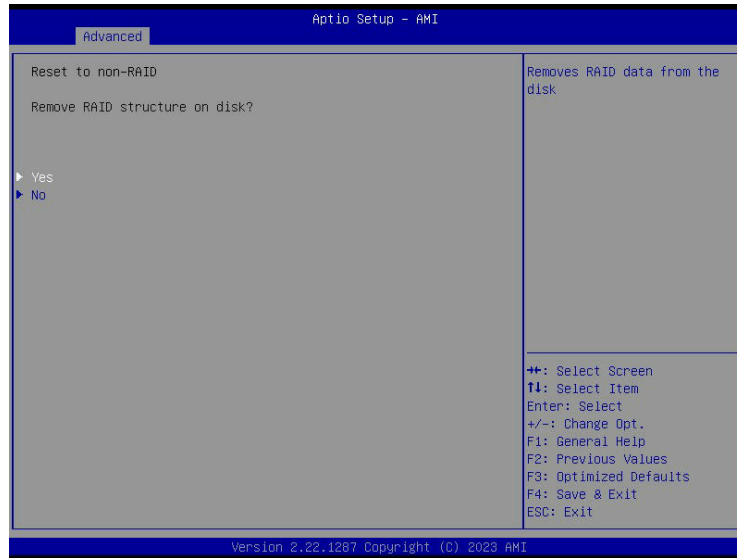 Aptio Setup – AMI
Advanced
Reset to non-RAID
Remove RAID structure on disk?
Yes
No
Removes RAID data from the
disk
→←: Select Screen
↑↓: Select Item
Enter: Select
+/-: Change Opt.
F1: General Help
F2: Previous Values
F3: Optimized Defaults
F4: Save & Exit
ESC: Exit
Version 2.22.1287 Copyright (C) 2023 AMI